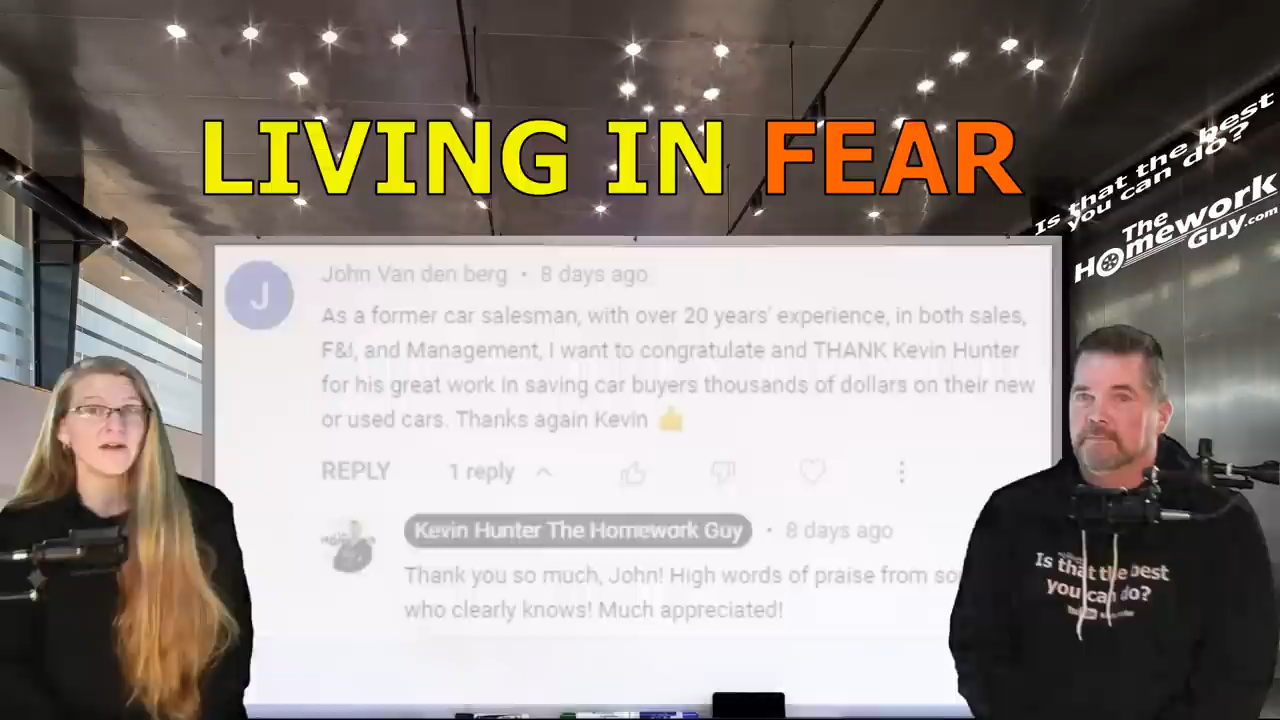 LIVING IN FEAR
Is that the best
you can do?
The
Homework
Guy.com
J
John Van den berg • 8 days ago
As a former car salesman, with over 20 years' experience, in both sales,
F&I, and Management, I want to congratulate and THANK Kevin Hunter
for his great work in saving car buyers thousands of dollars on their new
or used cars. Thanks again Kevin 👍
REPLY 1 reply
Kevin Hunter The Homework Guy • 8 days ago
Thank you so much, John! High words of praise from so
who clearly knows! Much appreciated!
Is that the best
you can do?